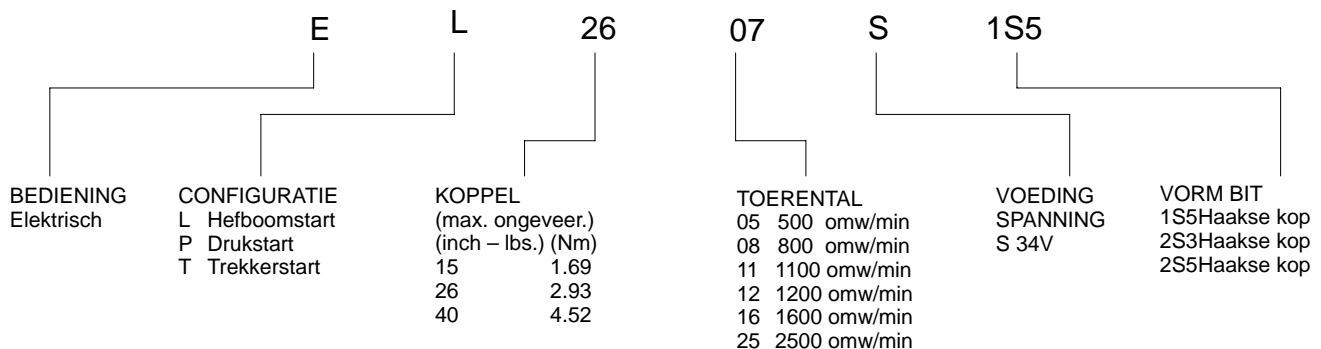 E L 26 07 S 1S5
BEDIENING
Elektrisch
CONFIGURATIE
L Hefboomstart
P Drukstart
T Trekkerstart
KOPPEL
(max. ongeveer.)
(inch – lbs.) (Nm)
15 1.69
26 2.93
40 4.52
TOERENTAL
05 500 omw/min
08 800 omw/min
11 1100 omw/min
12 1200 omw/min
16 1600 omw/min
25 2500 omw/min
VOEDING
SPANNING
S 34V
VORM BIT
1S5Haakse kop
2S3Haakse kop
2S5Haakse kop